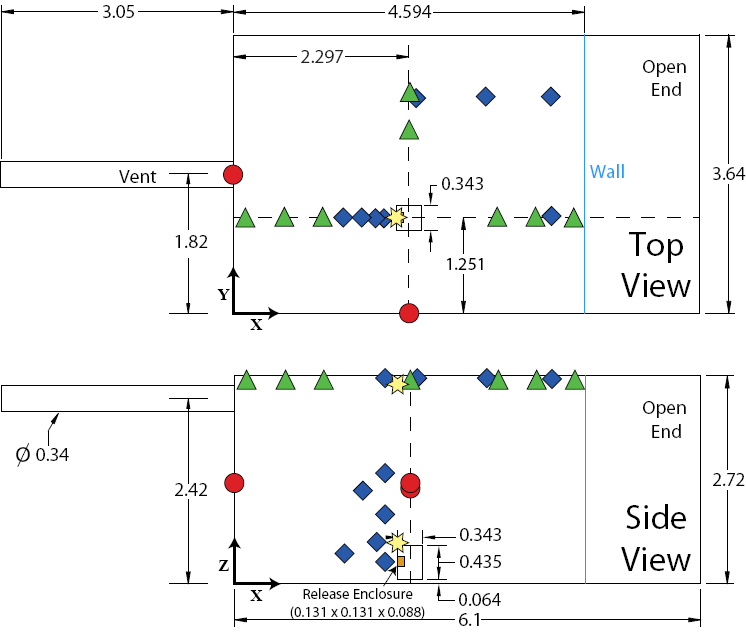 3.05
4.594
2.297
Open
End
Vent
Wall
0.343
3.64
1.82
1.251
Top
View
Y
X
Open
End
Ø 0.34
2.42
2.72
0.343
Side
View
0.435
Z
X
Release Enclosure
(0.131 x 0.131 x 0.088)
0.064
6.1